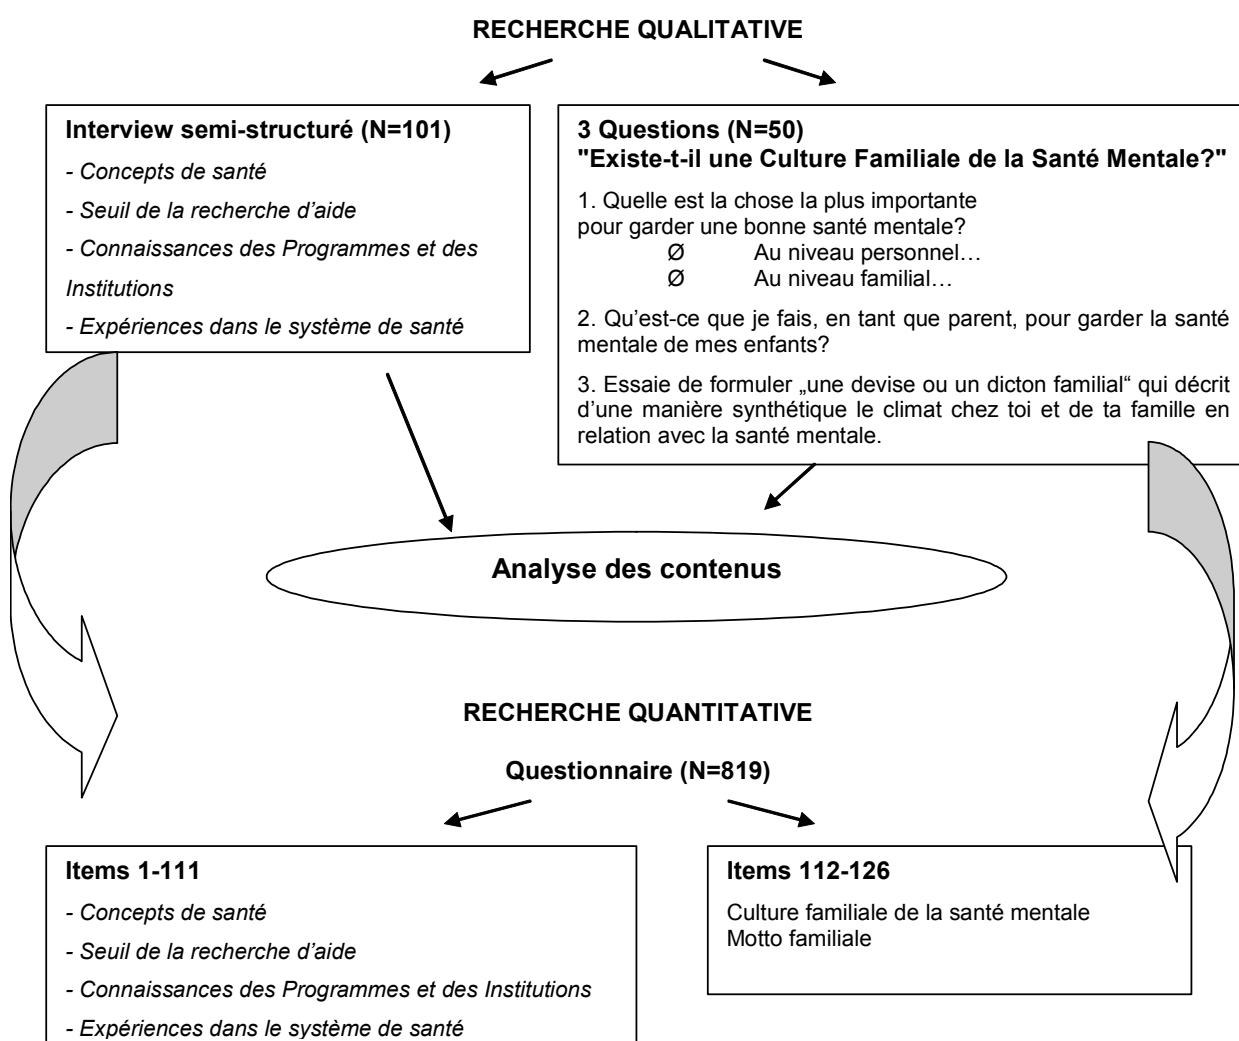 RECHERCHE QUALITATIVE
Interview semi-structuré (N=101)
- Concepts de santé
- Seuil de la recherche d’aide
- Connaissances des Programmes et des
Institutions
- Expériences dans le système de santé
3 Questions (N=50)
"Existe-t-il une Culture Familiale de la Santé Mentale?"
1. Quelle est la chose la plus importante
pour garder une bonne santé mentale?
Ø Au niveau personnel…
Ø Au niveau familial…
2. Qu’est-ce que je fais, en tant que parent, pour garder la santé
mentale de mes enfants?
3. Essaie de formuler „une devise ou un dicton familial“ qui décrit
d’une manière synthétique le climat chez toi et de ta famille en
relation avec la santé mentale.
Analyse des contenus
RECHERCHE QUANTITATIVE
Questionnaire (N=819)
Items 1-111
- Concepts de santé
- Seuil de la recherche d’aide
- Connaissances des Programmes et des Institutions
- Expériences dans le système de santé
Items 112-126
Culture familiale de la santé mentale
Motto familiale